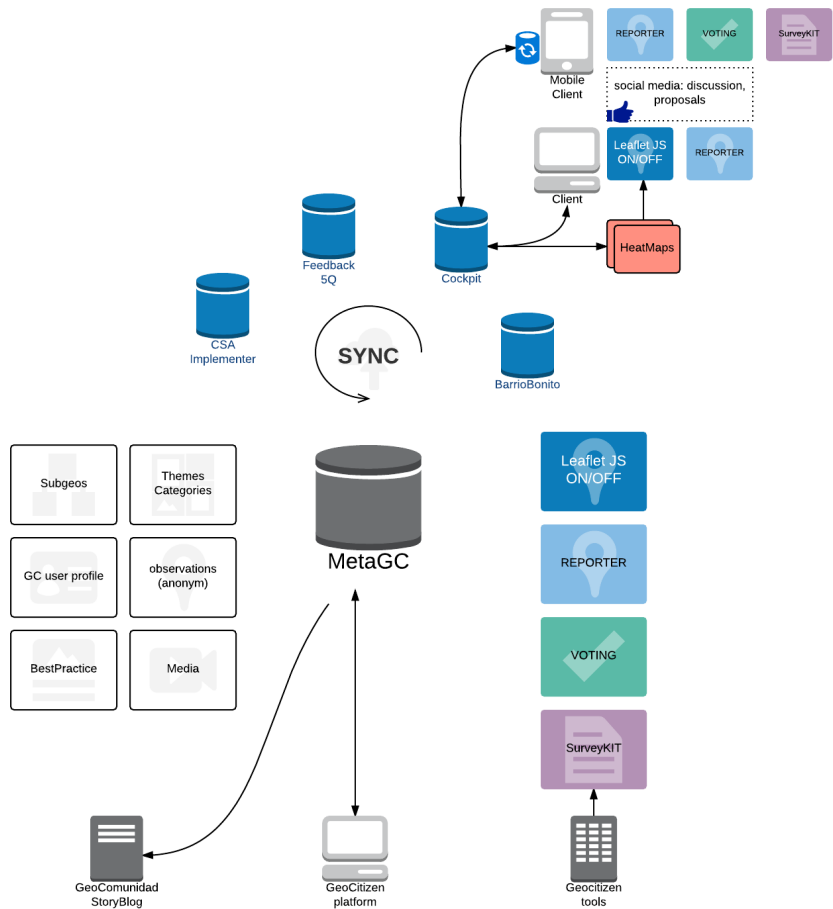 REPORTER
VOTING
SurveyKIT
Mobile
Client
social media: discussion,
proposals
Leaflet JS
ON/OFF
REPORTER
Client
HeatMaps
Cockpit
Feedback
5Q
CSA
Implementer
SYNC
BarrioBonito
Subgeos
Themes
Categories
GC user profile
observations
(anonym)
BestPractice
Media
MetaGC
Leaflet JS
ON/OFF
REPORTER
VOTING
SurveyKIT
GeoComunidad
StoryBlog
GeoCitizen
platform
Geocitizen
tools